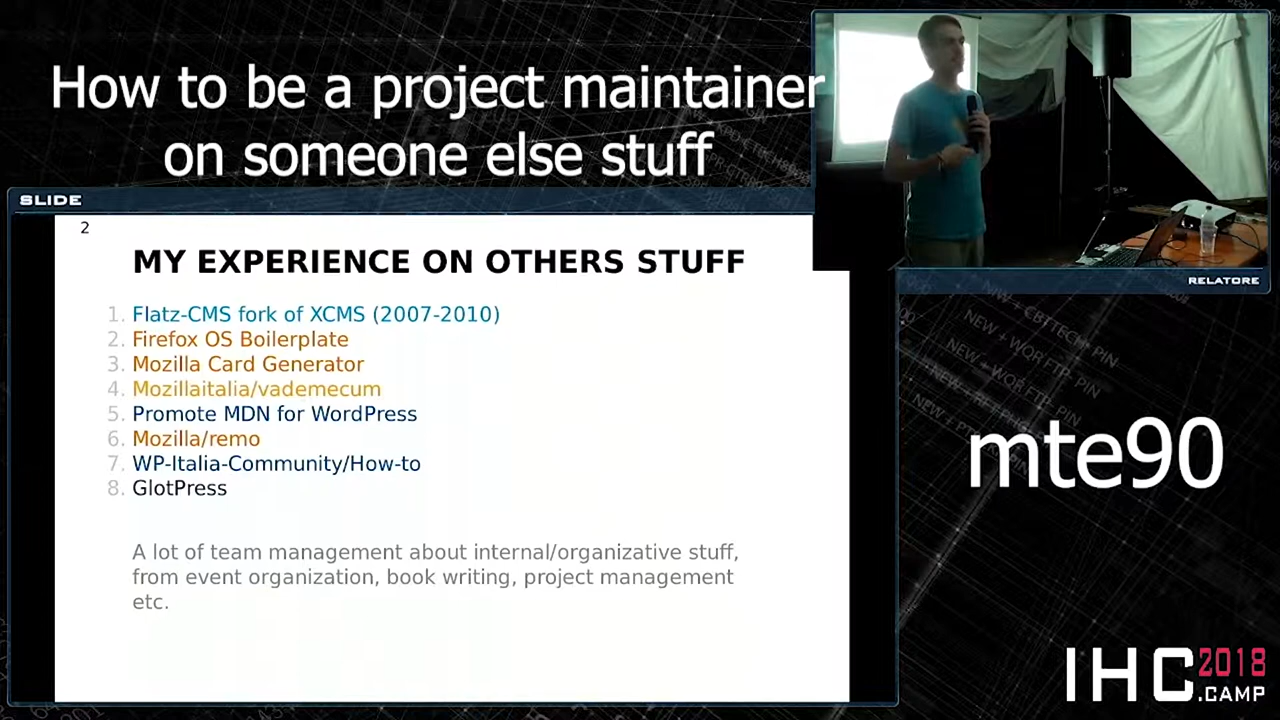 How to be a project maintainer
on someone else stuff
SLIDE
2
MY EXPERIENCE ON OTHERS STUFF
1. Flatz-CMS fork of XCMS (2007-2010)
2. Firefox OS Boilerplate
3. Mozilla Card Generator
4. Mozillaitalia/vademecum
5. Promote MDN for WordPress
6. Mozilla/remo
7. WP-Italia-Community/How-to
8. GlotPress
A lot of team management about internal/organizative stuff,
from event organization, book writing, project management
etc.
RELATORE
mte90
IHC 2018
.CAMP